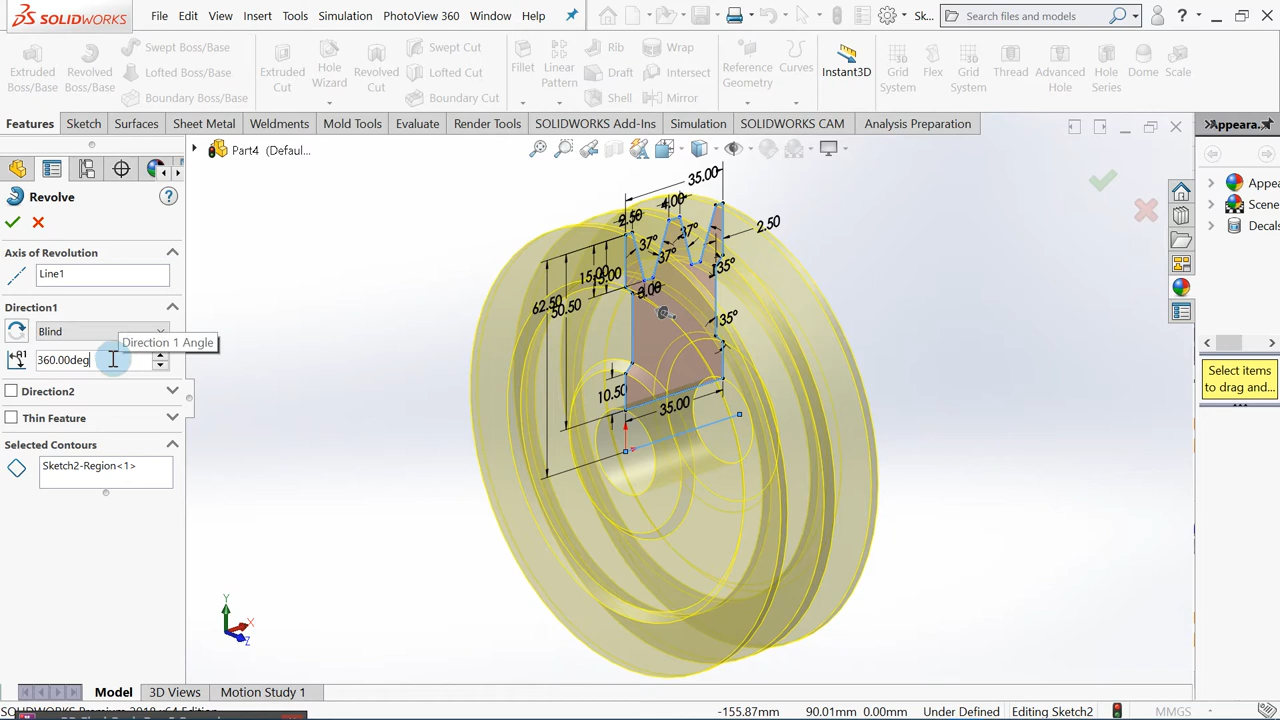 SOLIDWORKS File Edit View Insert Tools Simulation PhotoView 360 Window Help Sk... Search files and models ?
Extruded Boss/Base
Revolved Boss/Base
Swept Boss/Base
Lofted Boss/Base
Boundary Boss/Base
Extruded Cut
Hole Wizard
Revolved Cut
Swept Cut
Lofted Cut
Boundary Cut
Fillet
Linear Pattern
Rib
Draft
Shell
Wrap
Intersect
Mirror
Reference Geometry
Curves
Instant3D
Grid System
Flex
Grid System
Thread
Advanced Hole
Hole Series
Dome
Scale
Features Sketch Surfaces Sheet Metal Weldments Mold Tools Evaluate Render Tools SOLIDWORKS Add-Ins Simulation SOLIDWORKS CAM Analysis Preparation
Appeara...
Part4 (Defaul...
Revolve
?
Axis of Revolution
Line1
Direction1
Blind
Direction 1 Angle
360.00deg
Direction2
Thin Feature
Selected Contours
Sketch2-Region<1>
35.00
4.00
2.50
2.50
37°
37°
37°
15.00
15.00
3.00
62.50
50.50
35°
35°
10.50
35.00
Y
X
Z
Appea
Scene
Decals
Select items
to drag and...
Model 3D Views Motion Study 1
-155.87mm 90.01mm 0.00mm Under Defined Editing Sketch2 MMGS